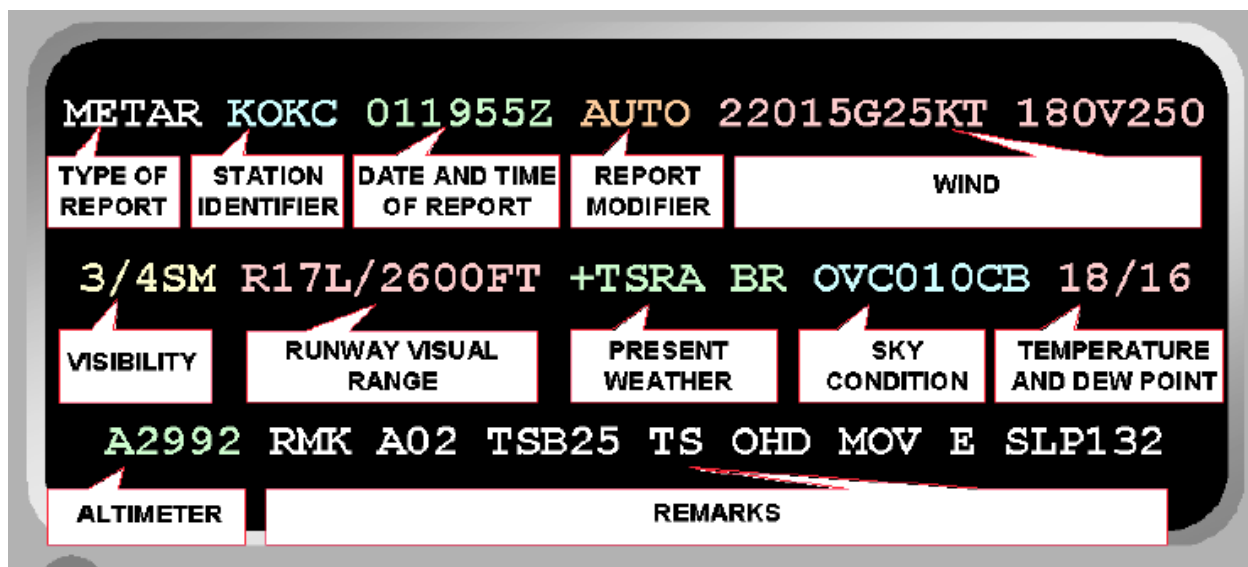 METAR KOKC 011955Z AUTO 22015G25KT 180V250
TYPE OF REPORT
STATION IDENTIFIER
DATE AND TIME OF REPORT
REPORT MODIFIER
WIND
3/4SM R17L/2600FT +TSRA BR OVC010CB 18/16
VISIBILITY
RUNWAY VISUAL RANGE
PRESENT WEATHER
SKY CONDITION
TEMPERATURE AND DEW POINT
A2992 RMK A02 TSB25 TS OHD MOV E SLP132
ALTIMETER
REMARKS